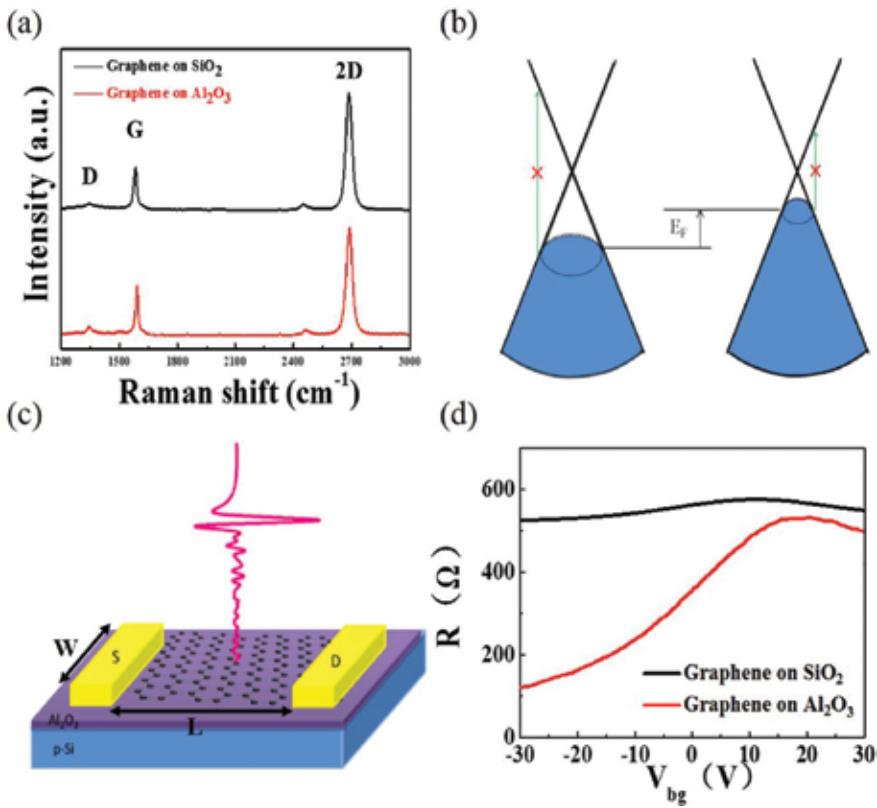 (a)
Graphene on SiO₂
Graphene on Al₂O₃
D
G
2D
Intensity (a.u.)
1200 1500 1800 2100 2400 2700 3000
Raman shift (cm⁻¹)
(b)
E_F
(c)
W
S
D
L
Al₂O₃
p-Si
(d)
600
400
200
0
R (Ω)
Graphene on SiO₂
Graphene on Al₂O₃
-30 -20 -10 0 10 20 30
V_bg (V)